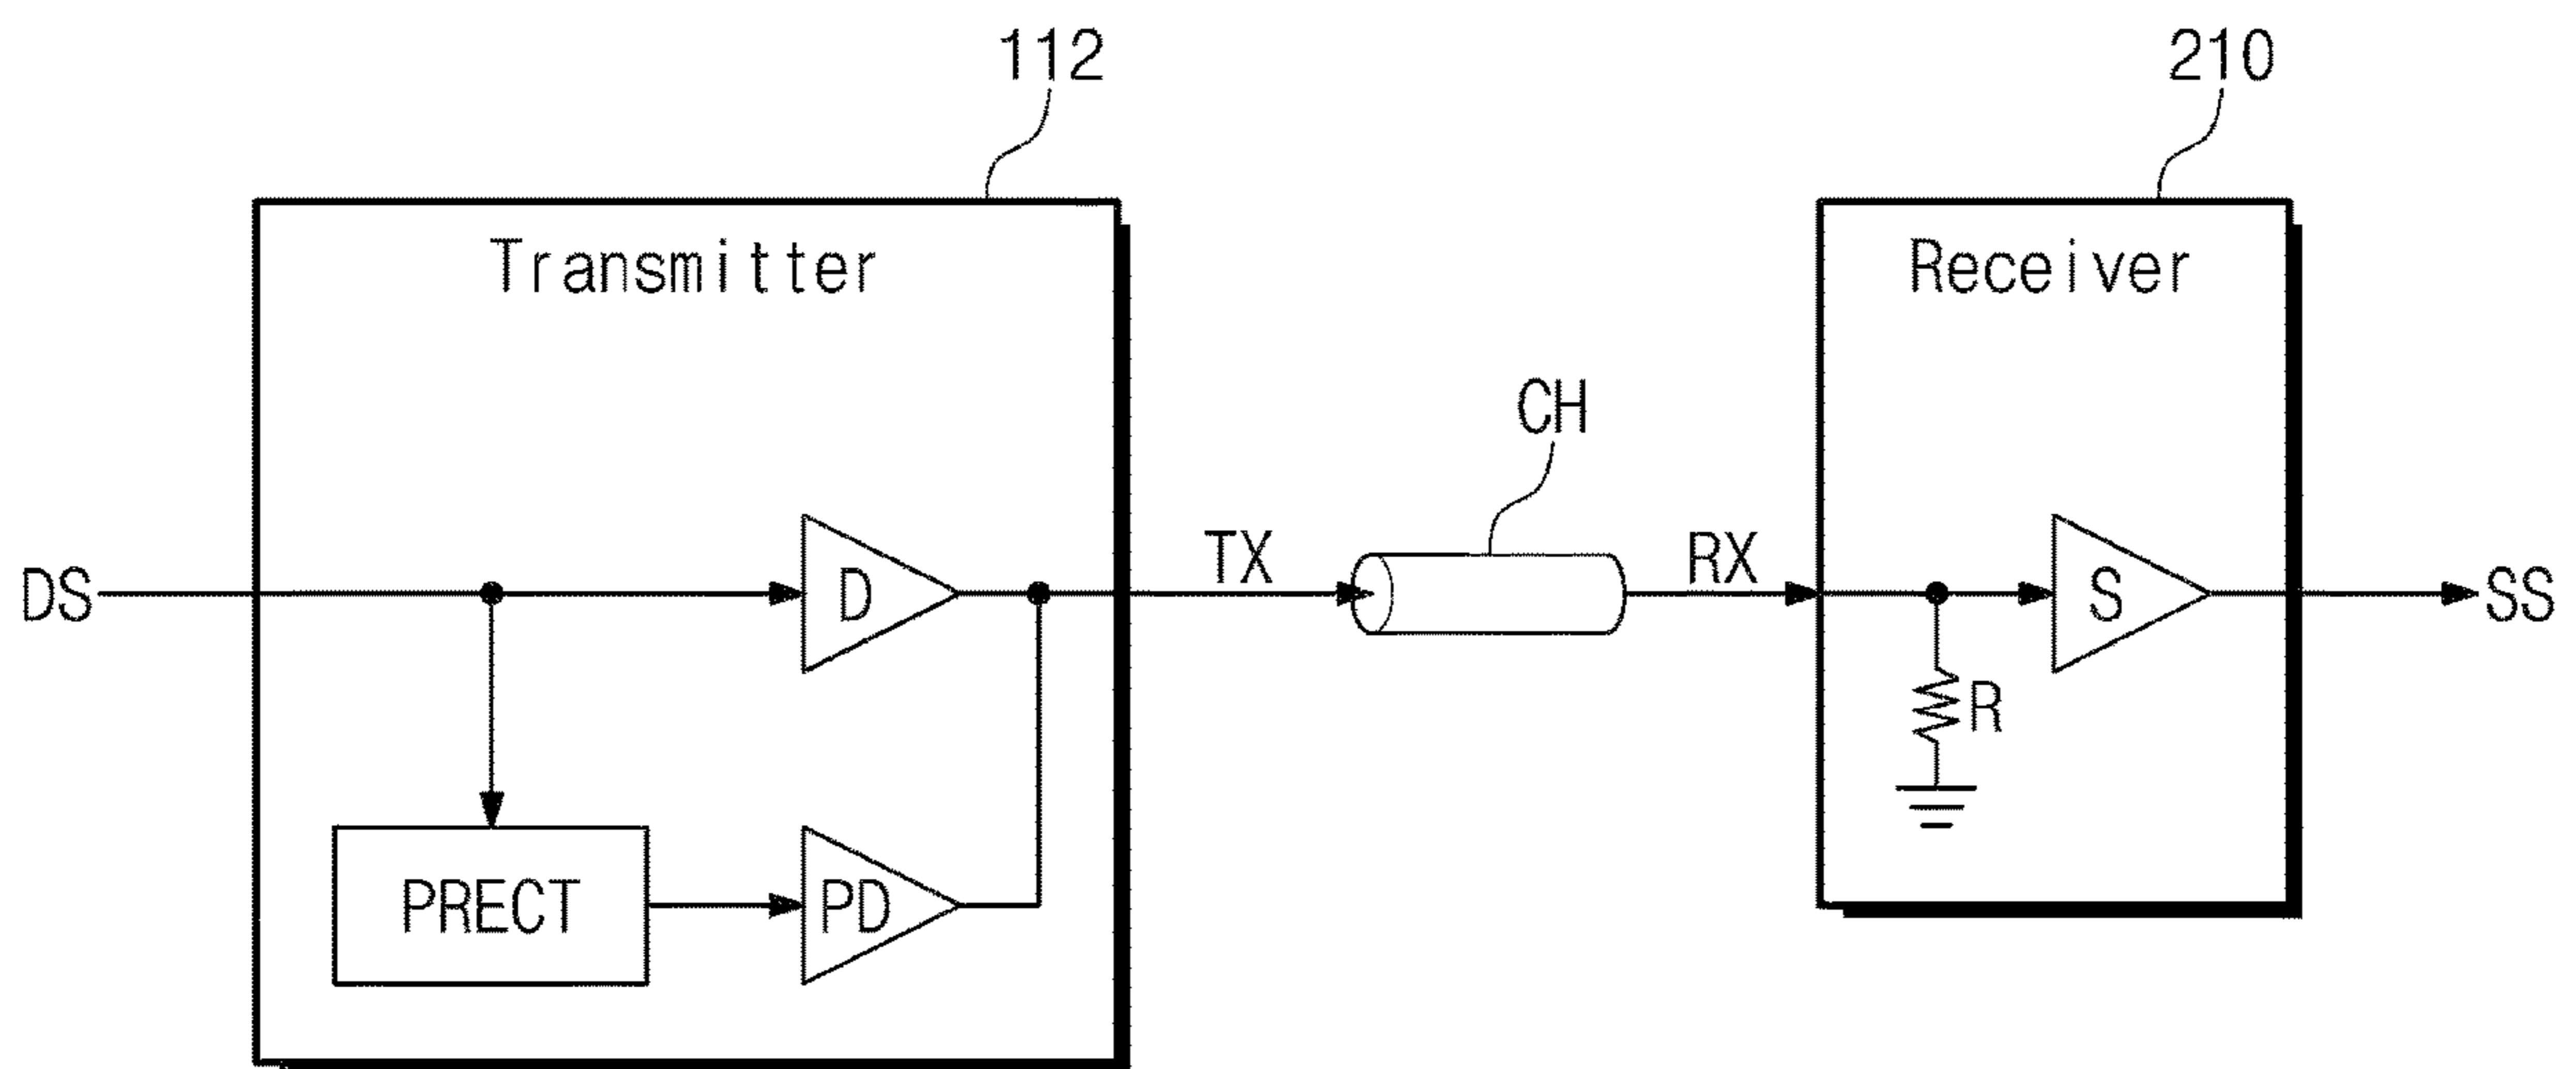 112
210
Transmitter
Receiver
CH
TX
RX
DS
D
S
SS
R
PRECT
PD